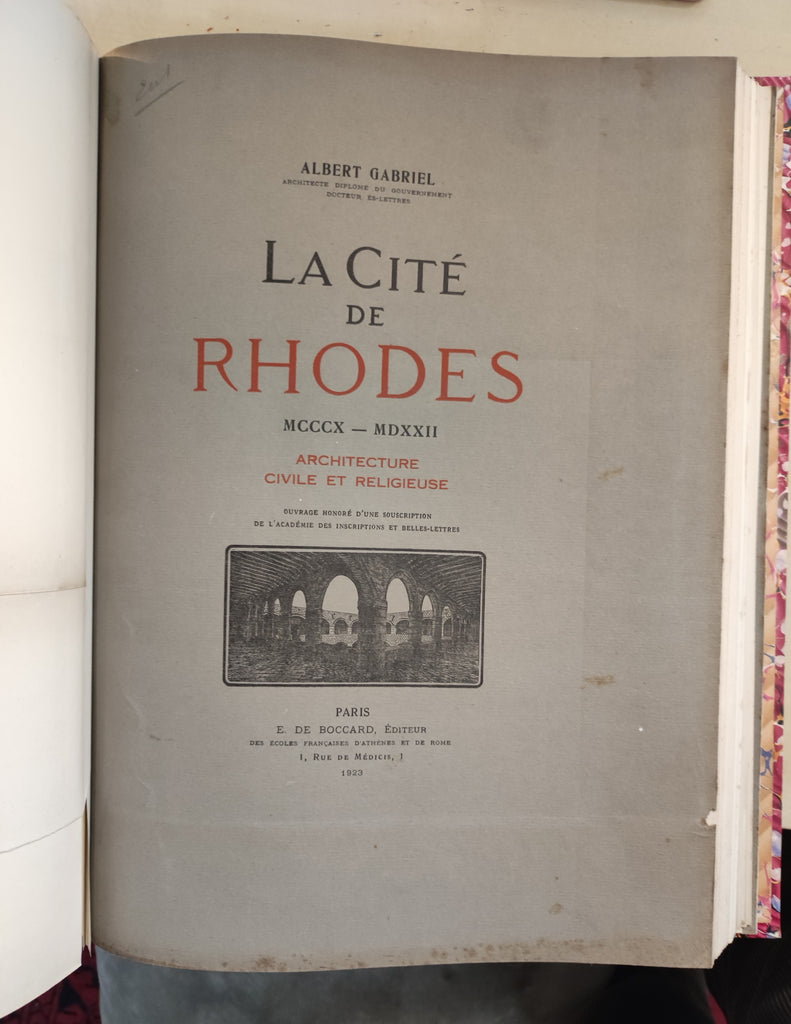 ALBERT GABRIEL
ARCHITECTE DIPLOMÉ DU GOUVERNEMENT
DOCTEUR ÈS-LETTRES
LA CITÉ
DE
RHODES
MCCCX — MDXXII
ARCHITECTURE
CIVILE ET RELIGIEUSE
OUVRAGE HONORÉ D'UNE SOUSCRIPTION
DE L'ACADÉMIE DES INSCRIPTIONS ET BELLES-LETTRES
PARIS
E. DE BOCCARD, ÉDITEUR
DES ÉCOLES FRANÇAISES D'ATHÈNES ET DE ROME
1, RUE DE MÉDICIS, 1
1923